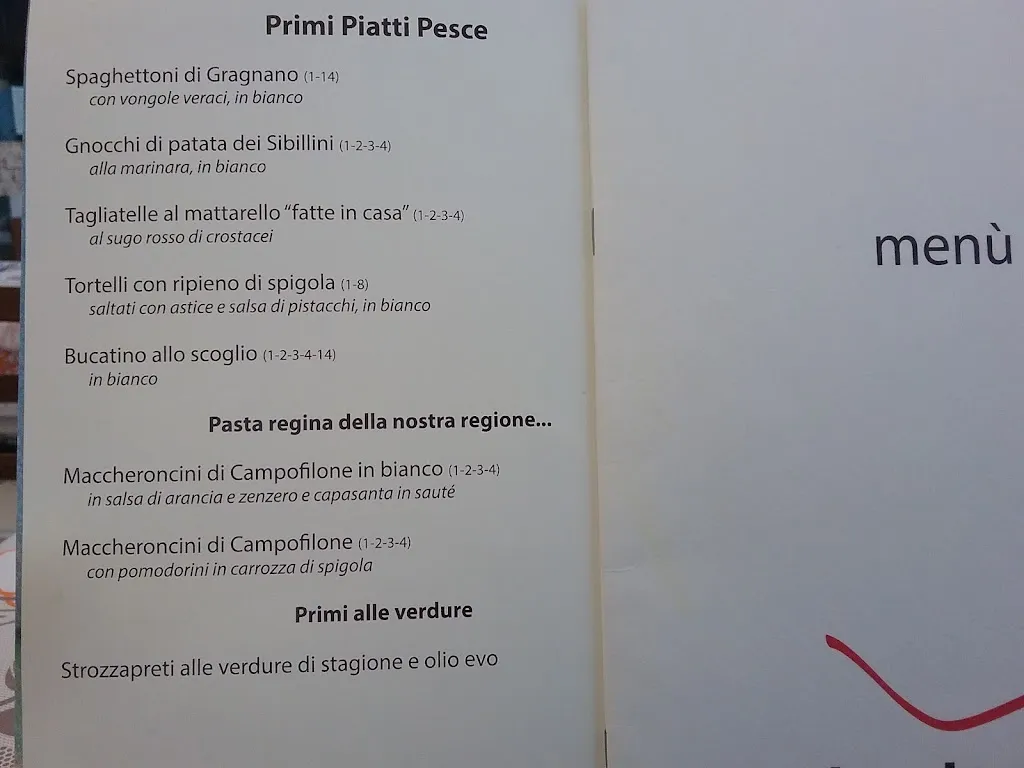 Primi Piatti Pesce
Spaghettoni di Gragnano (1-14)
con vongole veraci, in bianco
Gnocchi di patata dei Sibillini (1-2-3-4)
alla marinara, in bianco
Tagliatelle al mattarello “fatte in casa” (1-2-3-4)
al sugo rosso di crostacei
Tortelli con ripieno di spigola (1-8)
saltati con astice e salsa di pistacchi, in bianco
Bucatino allo scoglio (1-2-3-4-14)
in bianco
Pasta regina della nostra regione...
Maccheroncini di Campofilone in bianco (1-2-3-4)
in salsa di arancia e zenzero e capasanta in sauté
Maccheroncini di Campofilone (1-2-3-4)
con pomodorini in carrozza di spigola
Primi alle verdure
Strozzapreti alle verdure di stagione e olio evo
menù